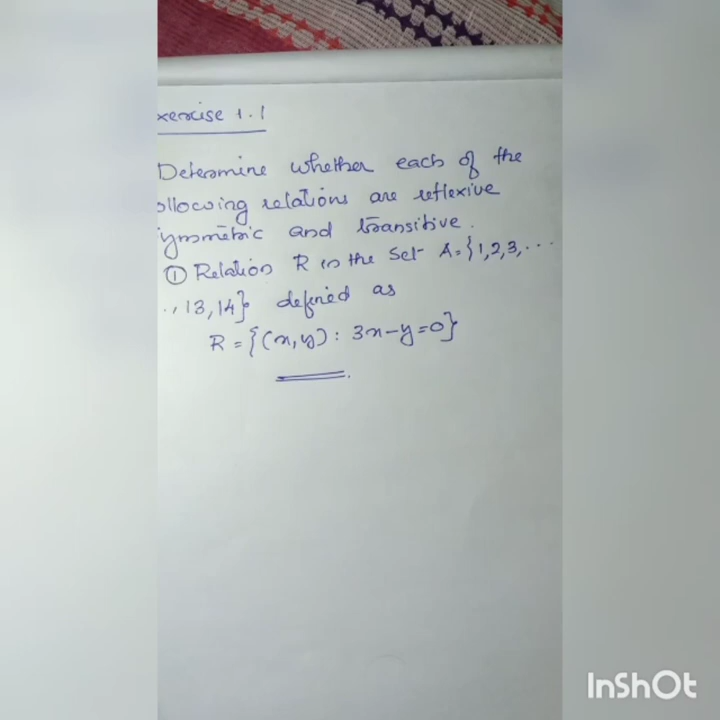 xercise 1.1
Determine whether each of the
ollowing relations are reflexive
ymmetric and transitive.
① Relation R in the set A={1,2,3,...
.,13,14} defined as
R={(x,y): 3x-y=0}
InShOt